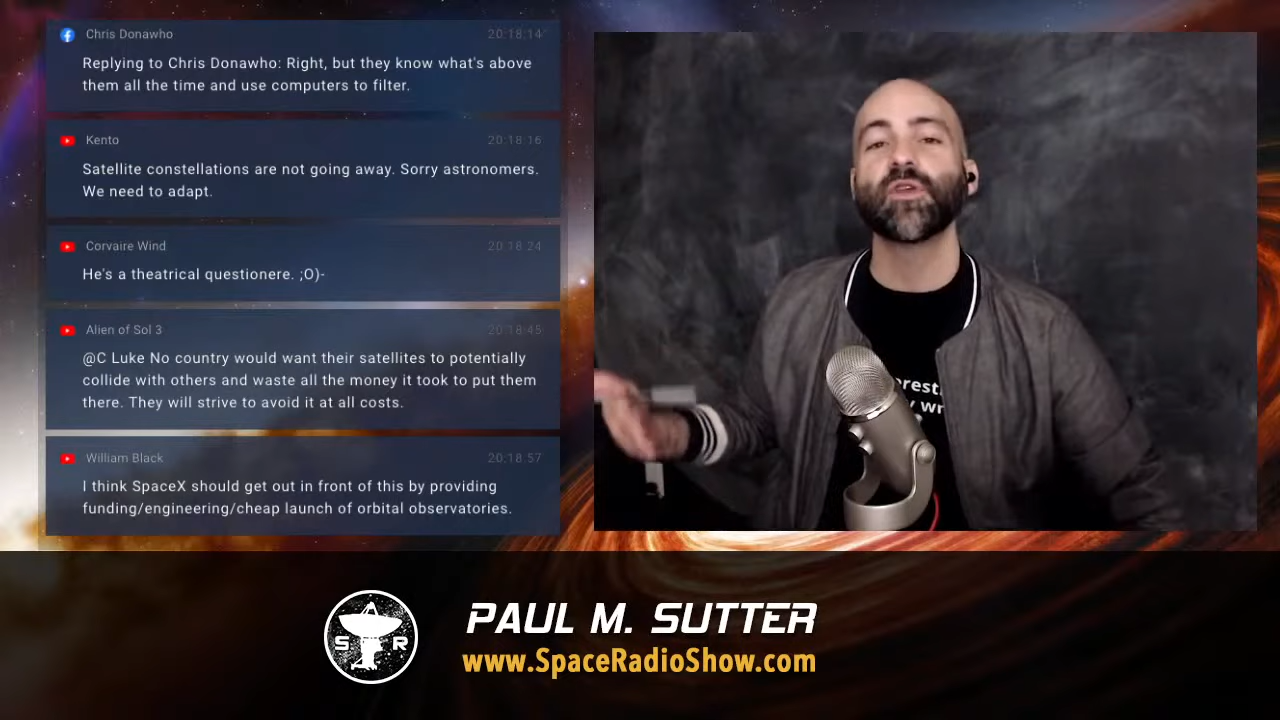 Chris Donawho 20:18:14
Replying to Chris Donawho: Right, but they know what's above
them all the time and use computers to filter.
Kento 20:18:16
Satellite constellations are not going away. Sorry astronomers.
We need to adapt.
Corvaire Wind 20:18:24
He's a theatrical questionere. ;O)-
Alien of Sol 3 20:18:45
@C Luke No country would want their satellites to potentially
collide with others and waste all the money it took to put them
there. They will strive to avoid it at all costs.
William Black 20:18:57
I think SpaceX should get out in front of this by providing
funding/engineering/cheap launch of orbital observatories.
S R
PAUL M. SUTTER
www.SpaceRadioShow.com